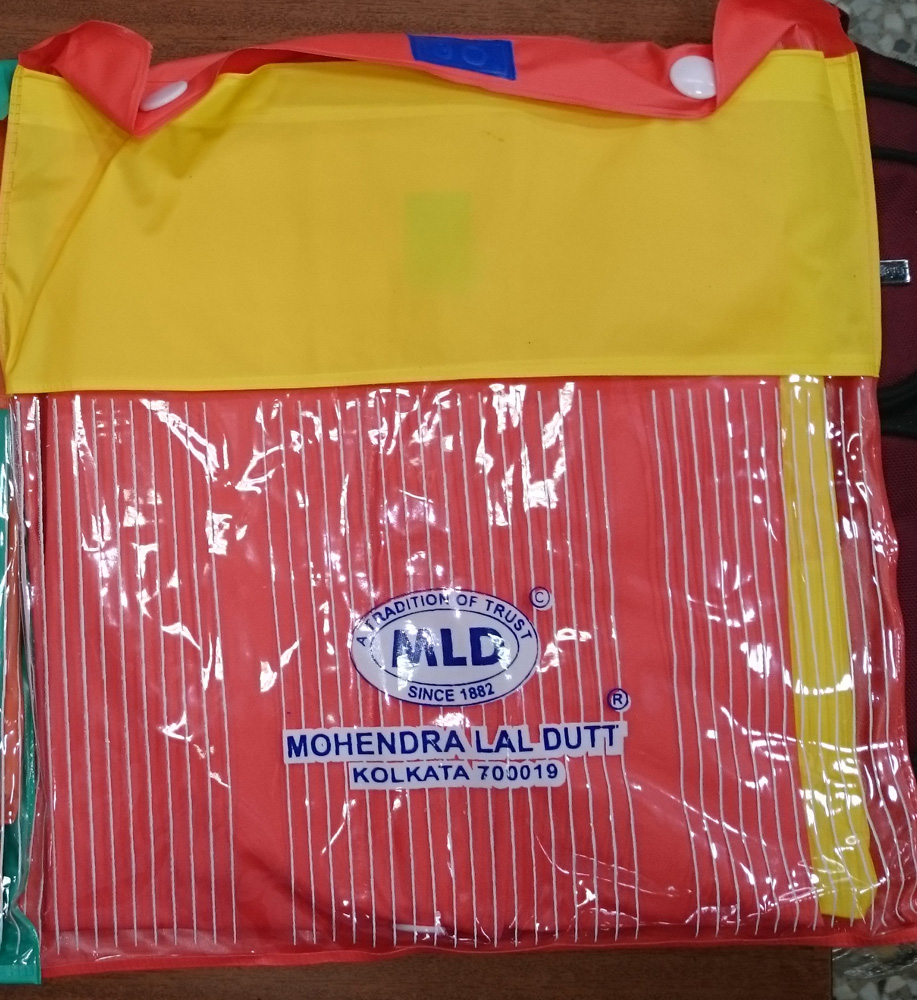 ©
A TRADITION OF TRUST
MLD
SINCE 1882
®
MOHENDRA LAL DUTT
KOLKATA 700019